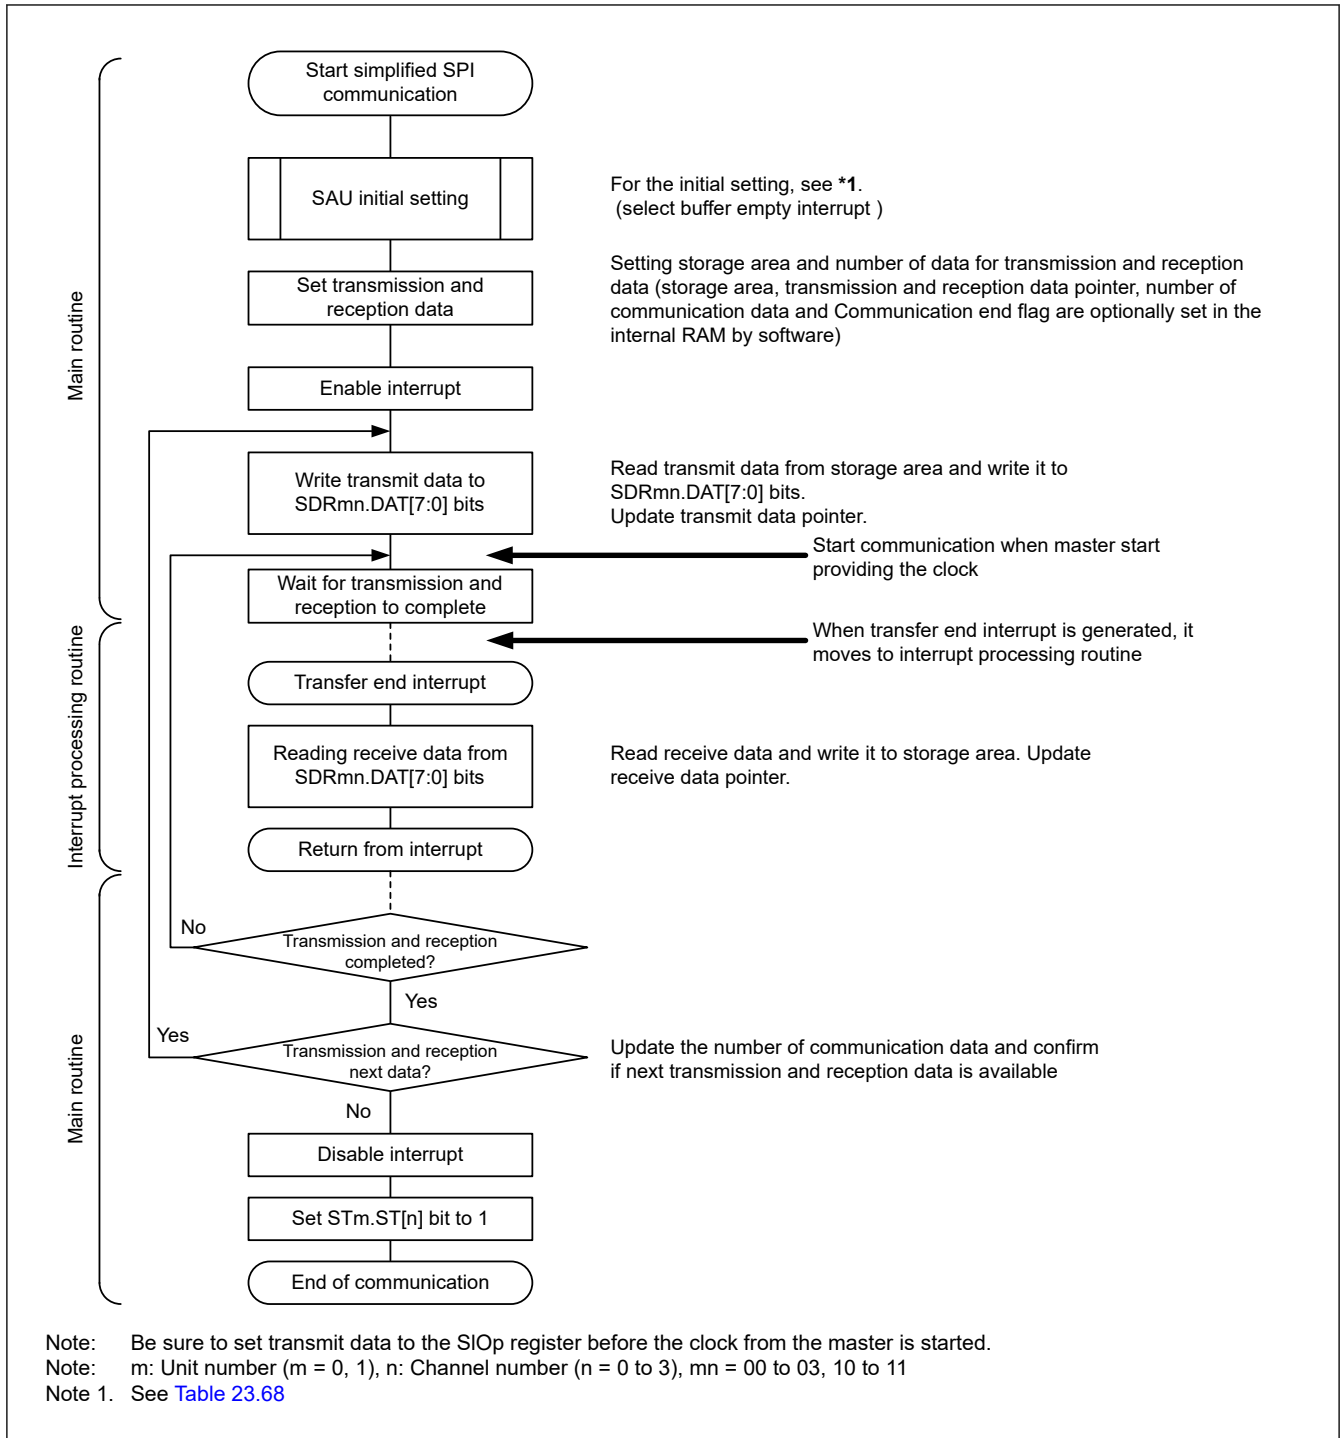 Start simplified SPI
communication
SAU initial setting
For the initial setting, see *1.
(select buffer empty interrupt )
Set transmission and
reception data
Setting storage area and number of data for transmission and reception
data (storage area, transmission and reception data pointer, number of
communication data and Communication end flag are optionally set in the
internal RAM by software)
Main routine
Enable interrupt
Write transmit data to
SDRmn.DAT[7:0] bits
Read transmit data from storage area and write it to
SDRmn.DAT[7:0] bits.
Update transmit data pointer.
Start communication when master start
providing the clock
Wait for transmission and
reception to complete
When transfer end interrupt is generated, it
moves to interrupt processing routine
Interrupt processing routine
Transfer end interrupt
Reading receive data from
SDRmn.DAT[7:0] bits
Read receive data and write it to storage area. Update
receive data pointer.
Return from interrupt
No
Transmission and reception
completed?
Yes
Yes
Transmission and reception
next data?
Update the number of communication data and confirm
if next transmission and reception data is available
Main routine
No
Disable interrupt
Set STm.ST[n] bit to 1
End of communication
Note: Be sure to set transmit data to the SIOp register before the clock from the master is started.
Note: m: Unit number (m = 0, 1), n: Channel number (n = 0 to 3), mn = 00 to 03, 10 to 11
Note 1. See Table 23.68